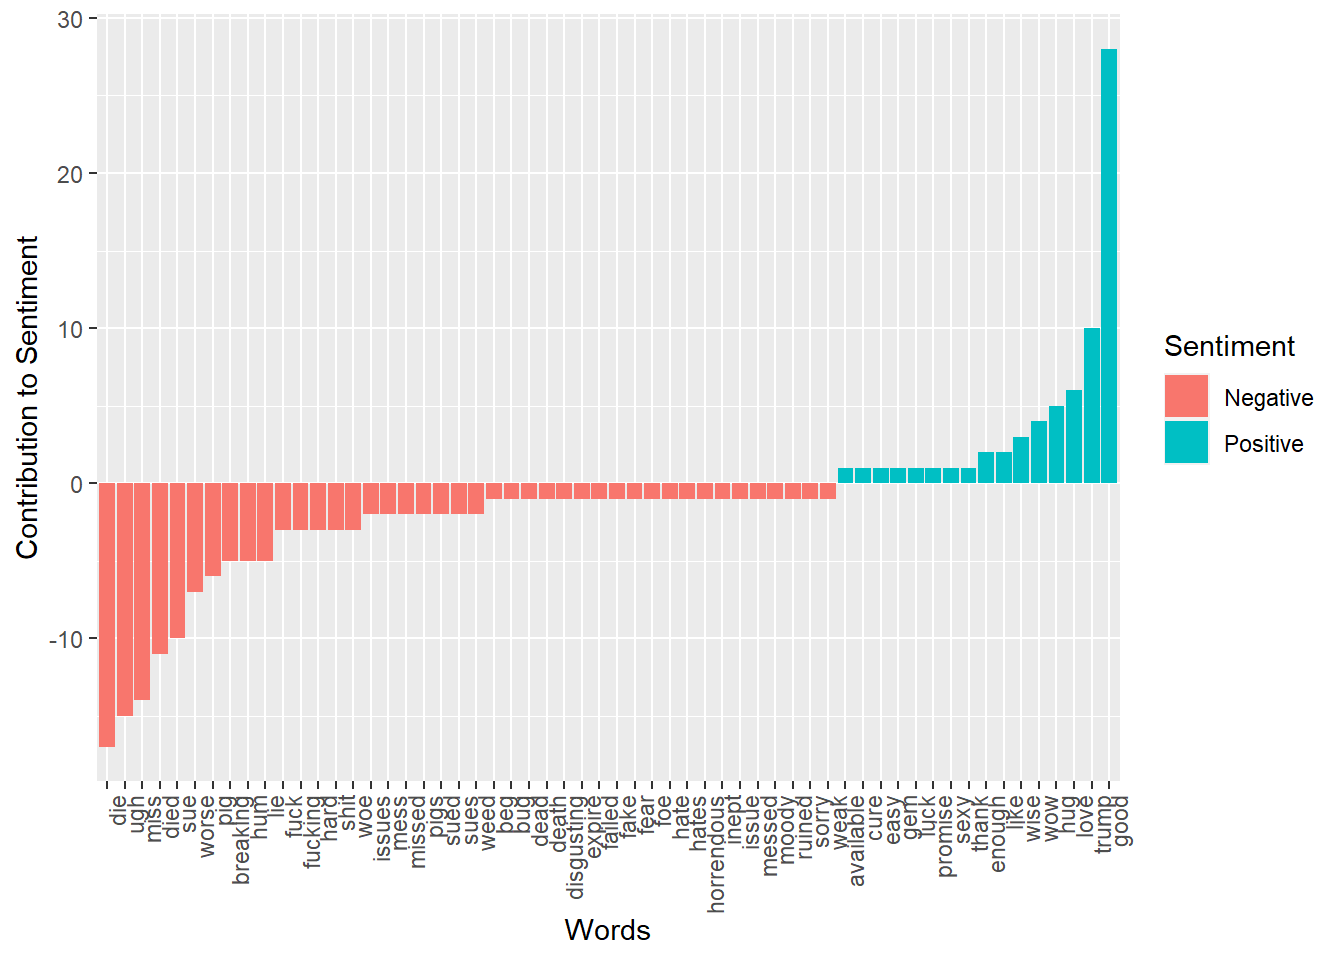 30
20
10
0
-10
Contribution to Sentiment
die
ugh
miss
died
sue
worse
pig
breaking
hum
lie
fuck
fucking
hard
shit
woe
issues
mess
missed
pigs
sued
sues
weed
beg
bug
dead
death
disgusting
expire
failed
fake
fear
foe
hate
hates
horrendous
inept
issue
messed
moody
ruined
sorry
weak
available
cure
easy
gem
luck
promise
sexy
thank
enough
like
wise
wow
hug
love
trump
good
Words
Sentiment
Negative
Positive